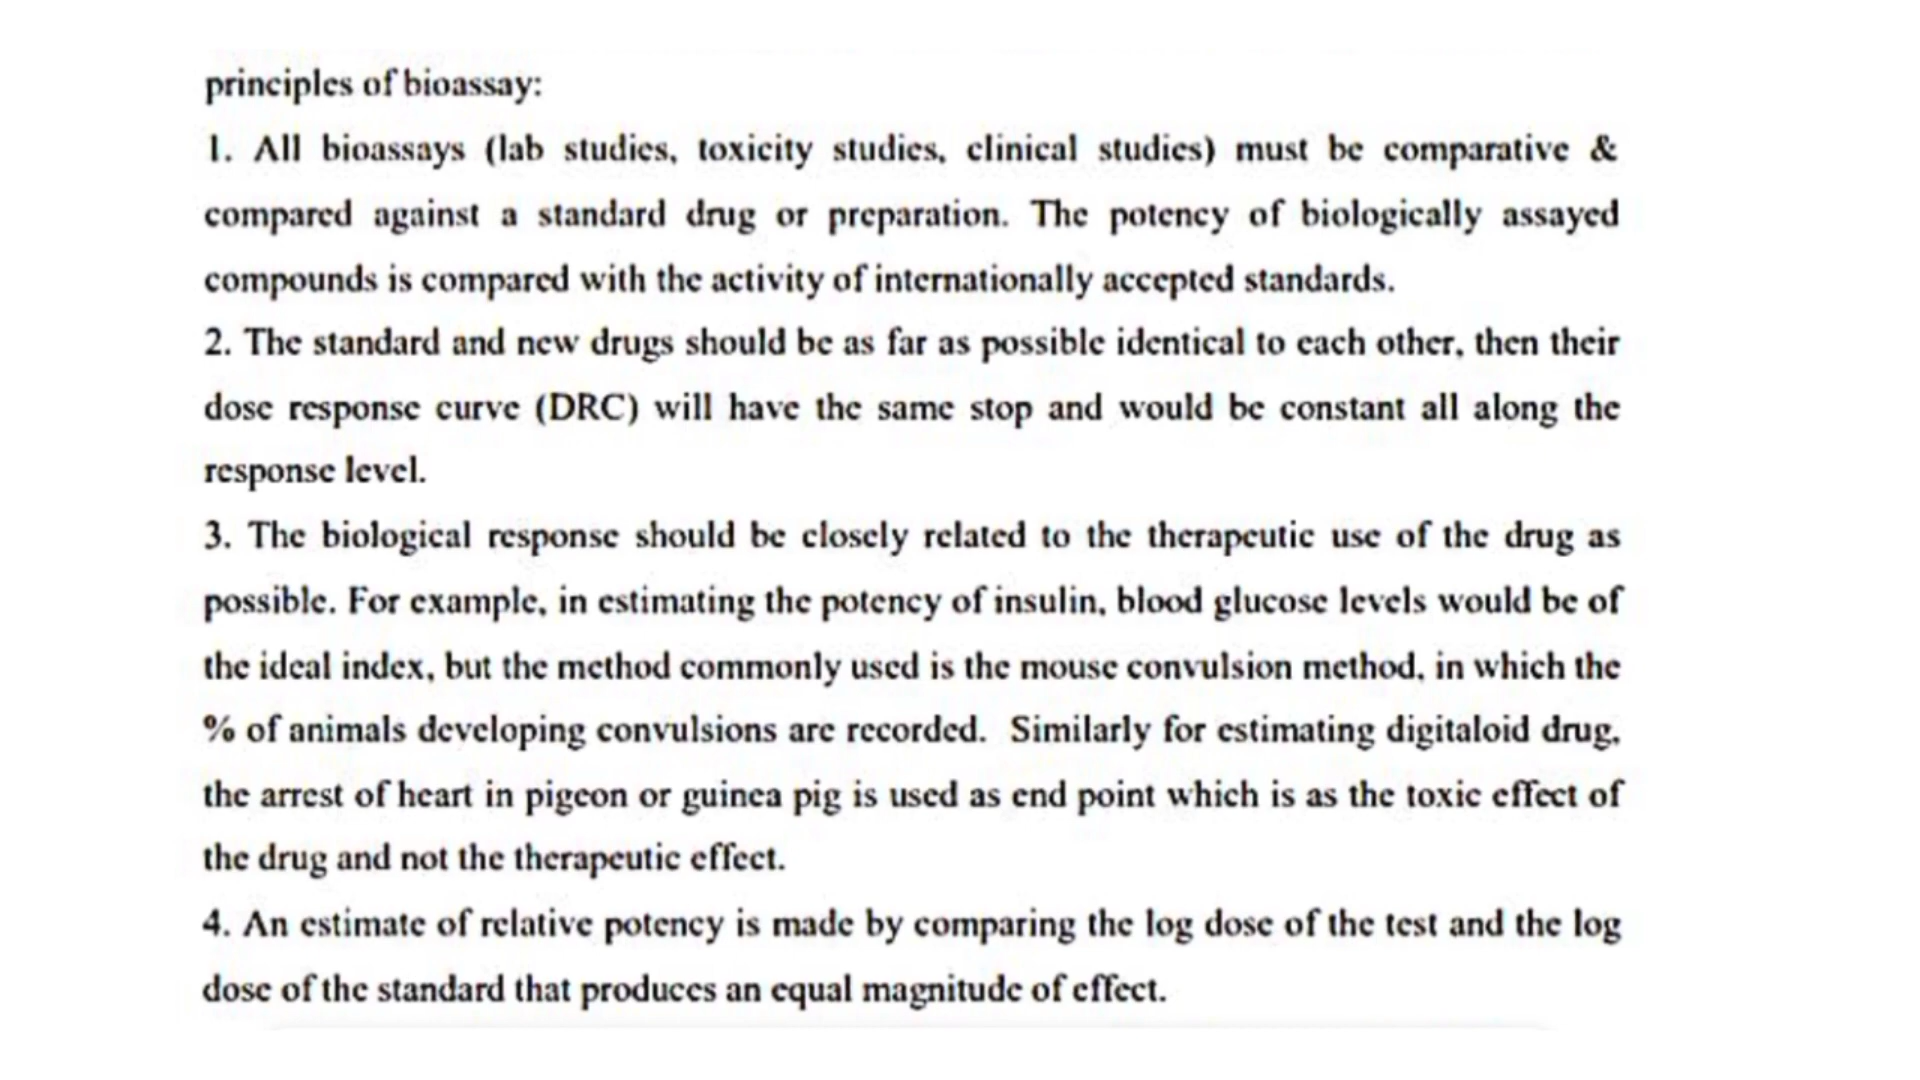 principles of bioassay:
1. All bioassays (lab studies, toxicity studies, clinical studies) must be comparative &
compared against a standard drug or preparation. The potency of biologically assayed
compounds is compared with the activity of internationally accepted standards.
2. The standard and new drugs should be as far as possible identical to each other, then their
dose response curve (DRC) will have the same stop and would be constant all along the
response level.
3. The biological response should be closely related to the therapeutic use of the drug as
possible. For example, in estimating the potency of insulin, blood glucose levels would be of
the ideal index, but the method commonly used is the mouse convulsion method, in which the
% of animals developing convulsions are recorded. Similarly for estimating digitaloid drug,
the arrest of heart in pigeon or guinea pig is used as end point which is as the toxic effect of
the drug and not the therapeutic effect.
4. An estimate of relative potency is made by comparing the log dose of the test and the log
dose of the standard that produces an equal magnitude of effect.